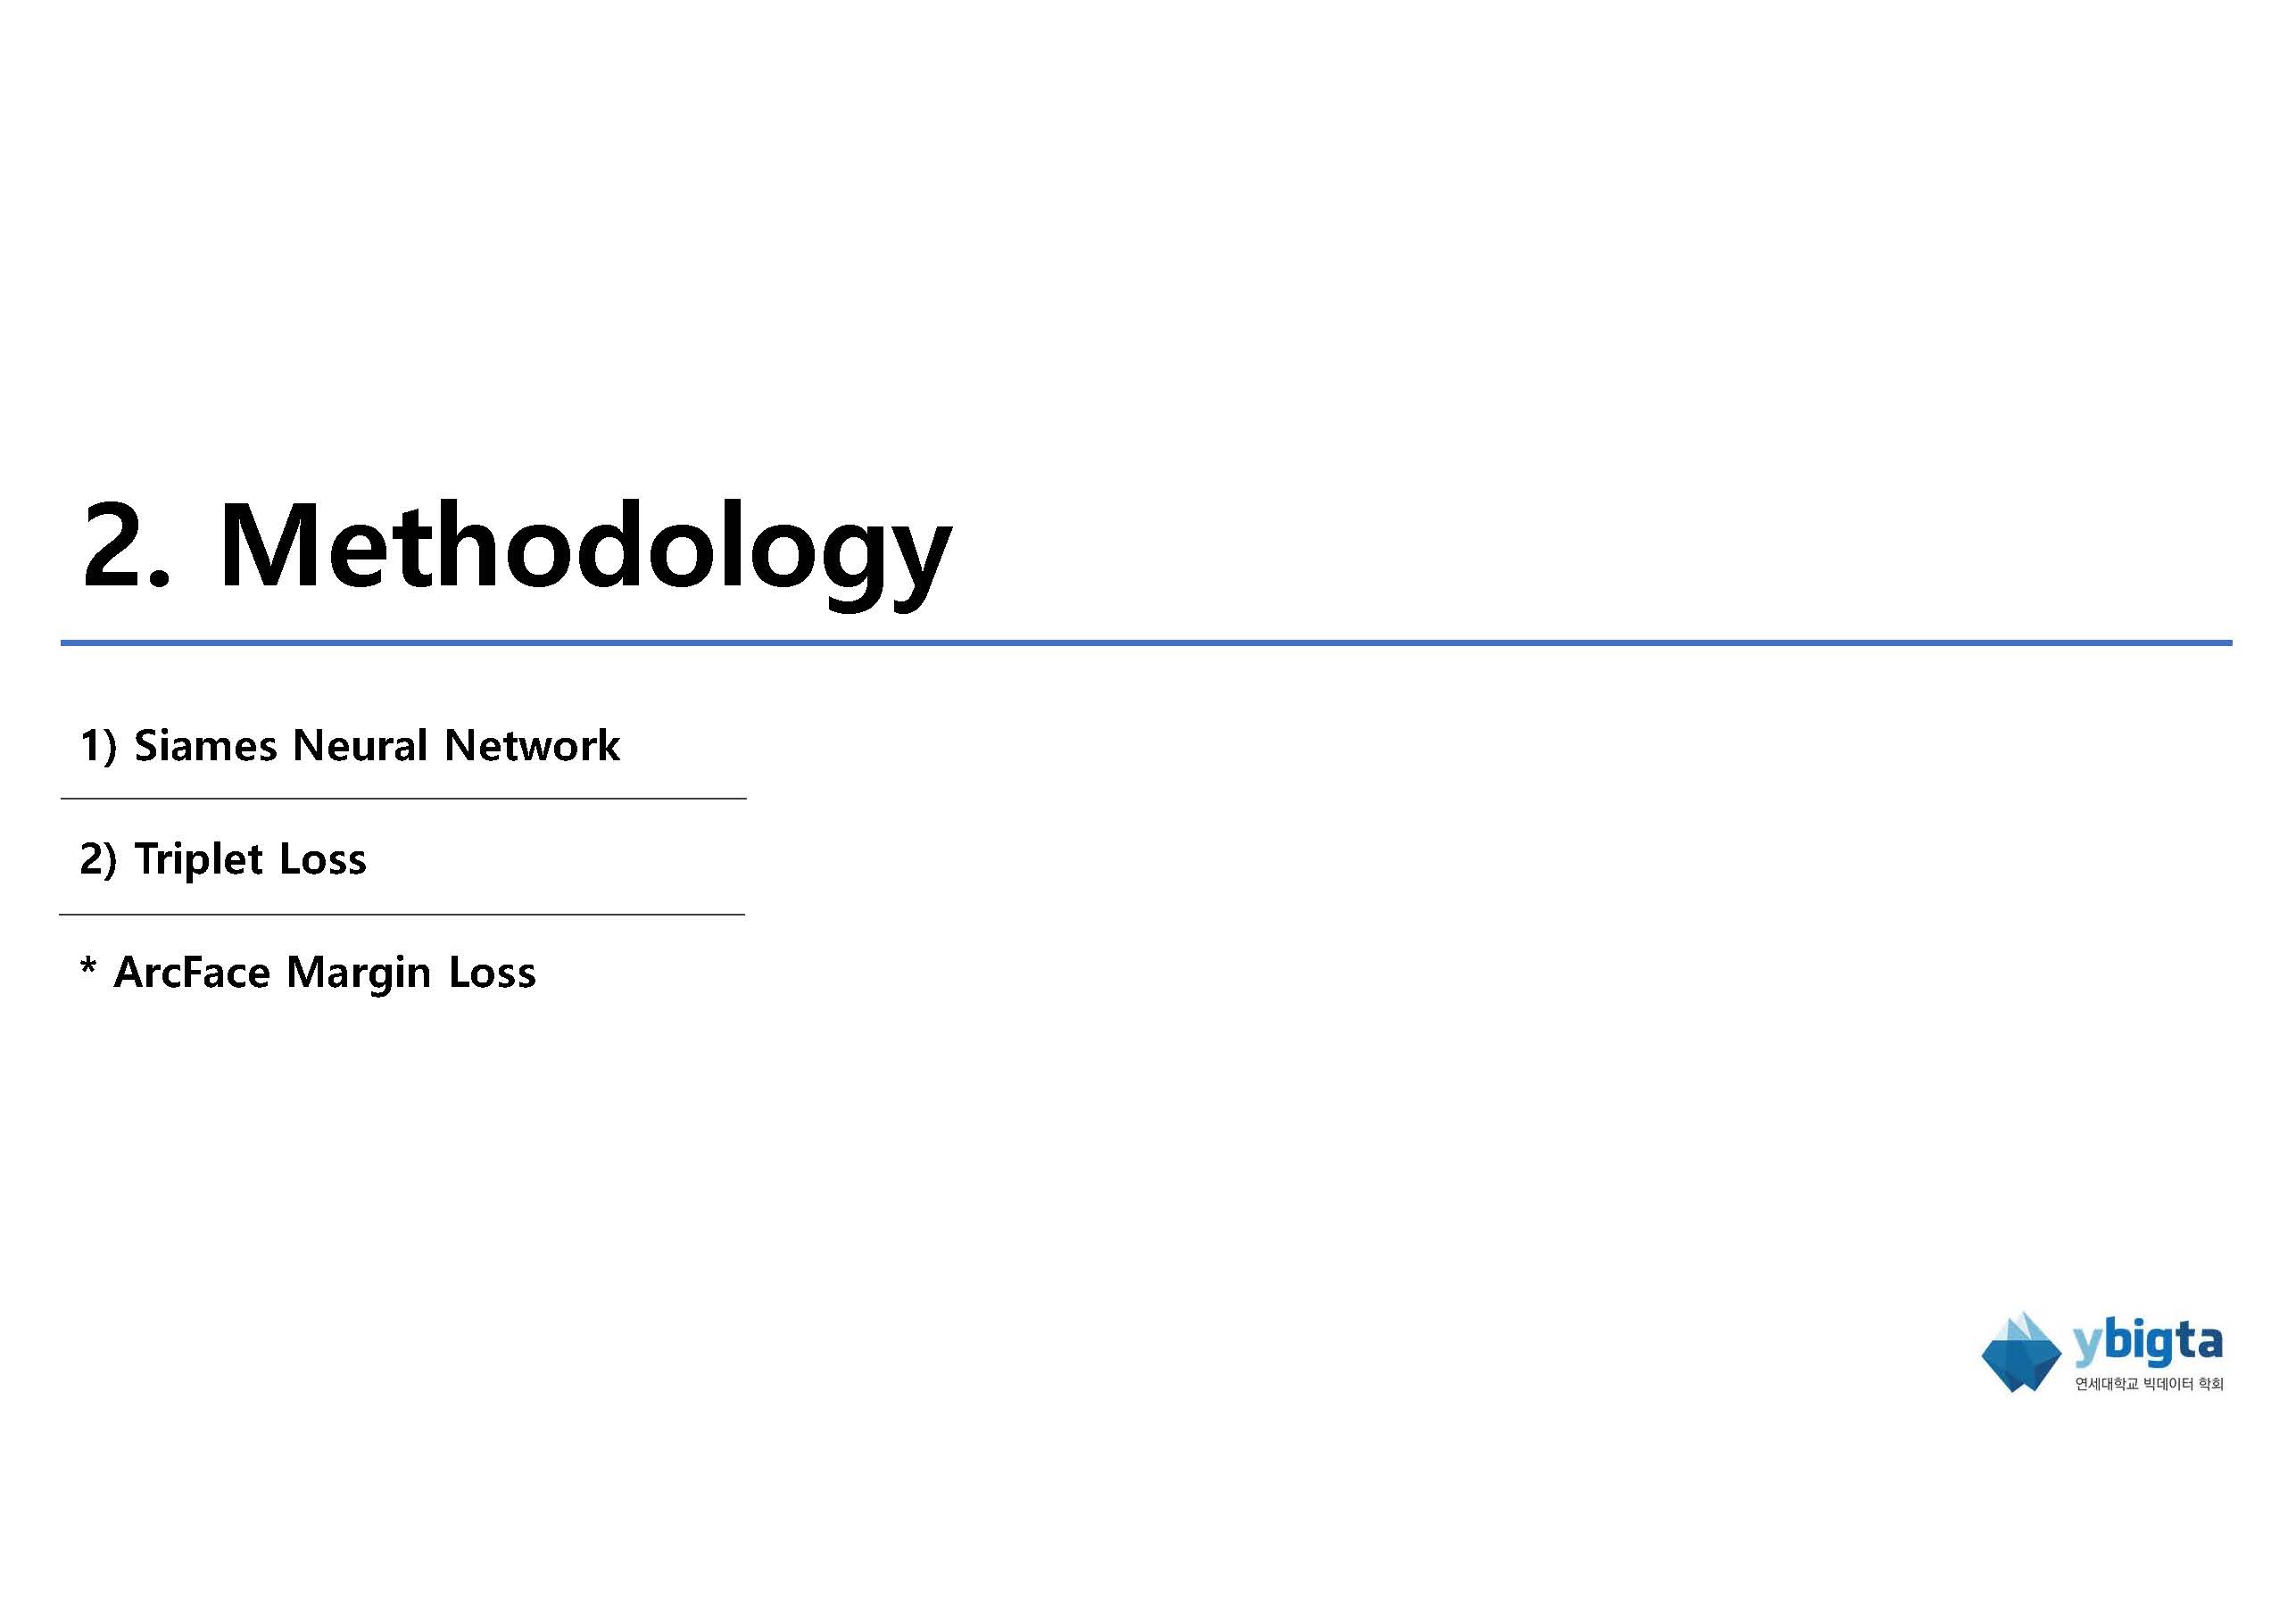 2. Methodology
1) Siames Neural Network
2) Triplet Loss
* ArcFace Margin Loss
ybigta
연세대학교 빅데이터 학회